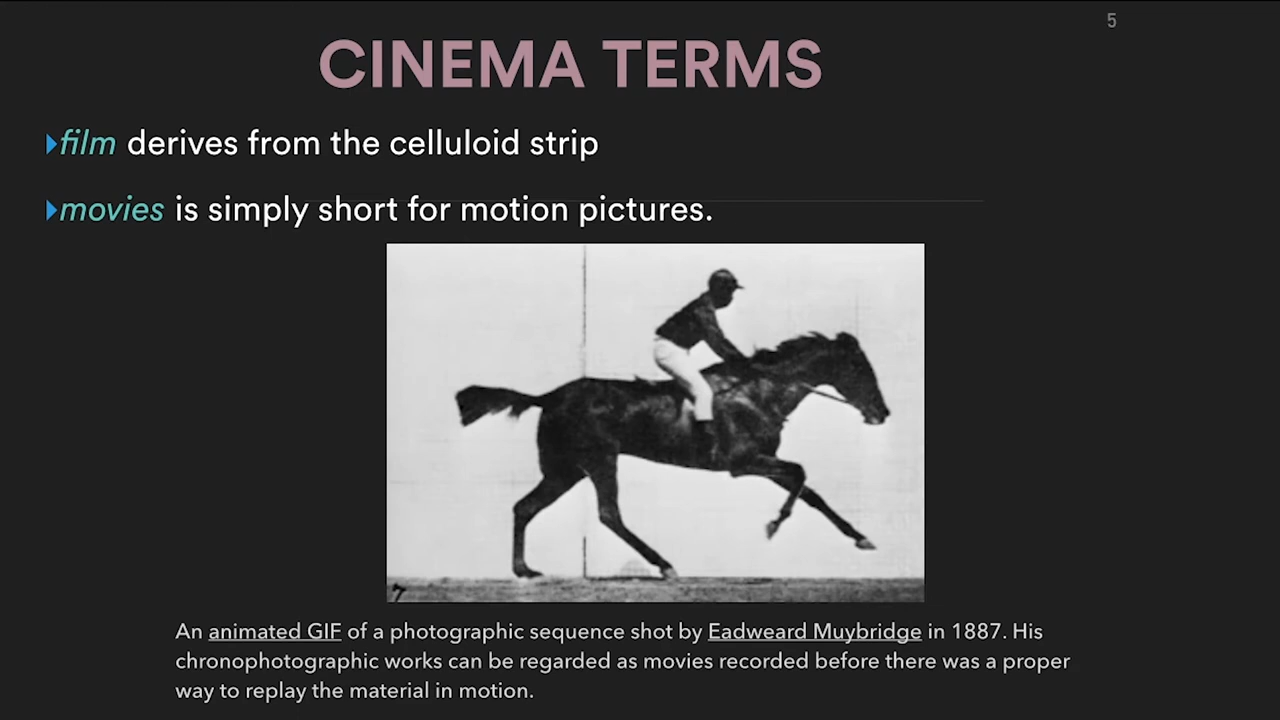 5
CINEMA TERMS
film derives from the celluloid strip
movies is simply short for motion pictures.
7
An animated GIF of a photographic sequence shot by Eadweard Muybridge in 1887. His
chronophotographic works can be regarded as movies recorded before there was a proper
way to replay the material in motion.